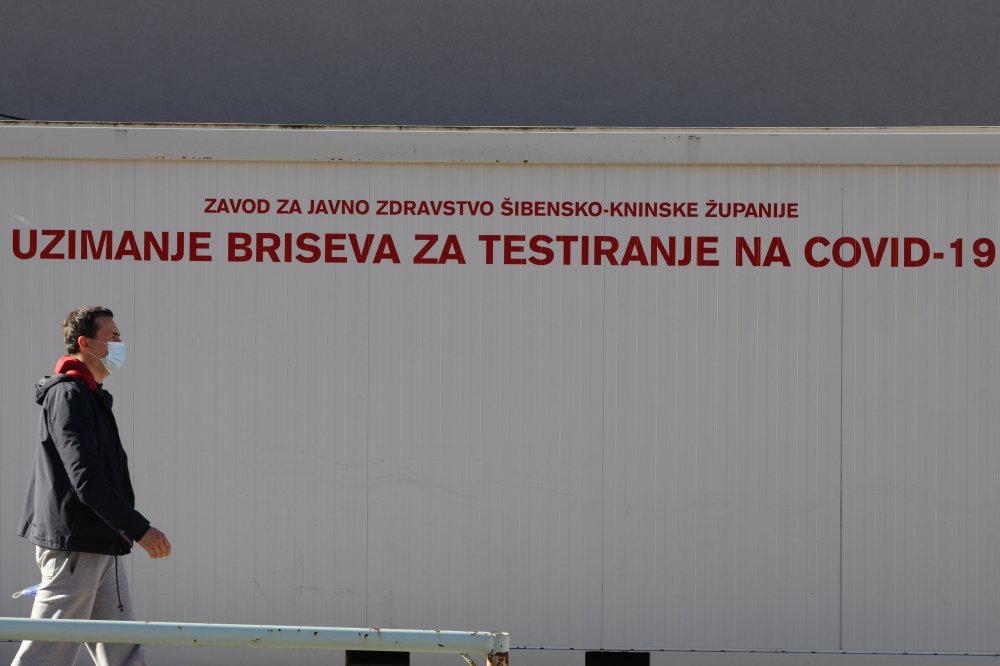 ZAVOD ZA JAVNO ZDRAVSTVO ŠIBENSKO-KNINSKE ŽUPANIJE
UZIMANJE BRISEVA ZA TESTIRANJE NA COVID-19